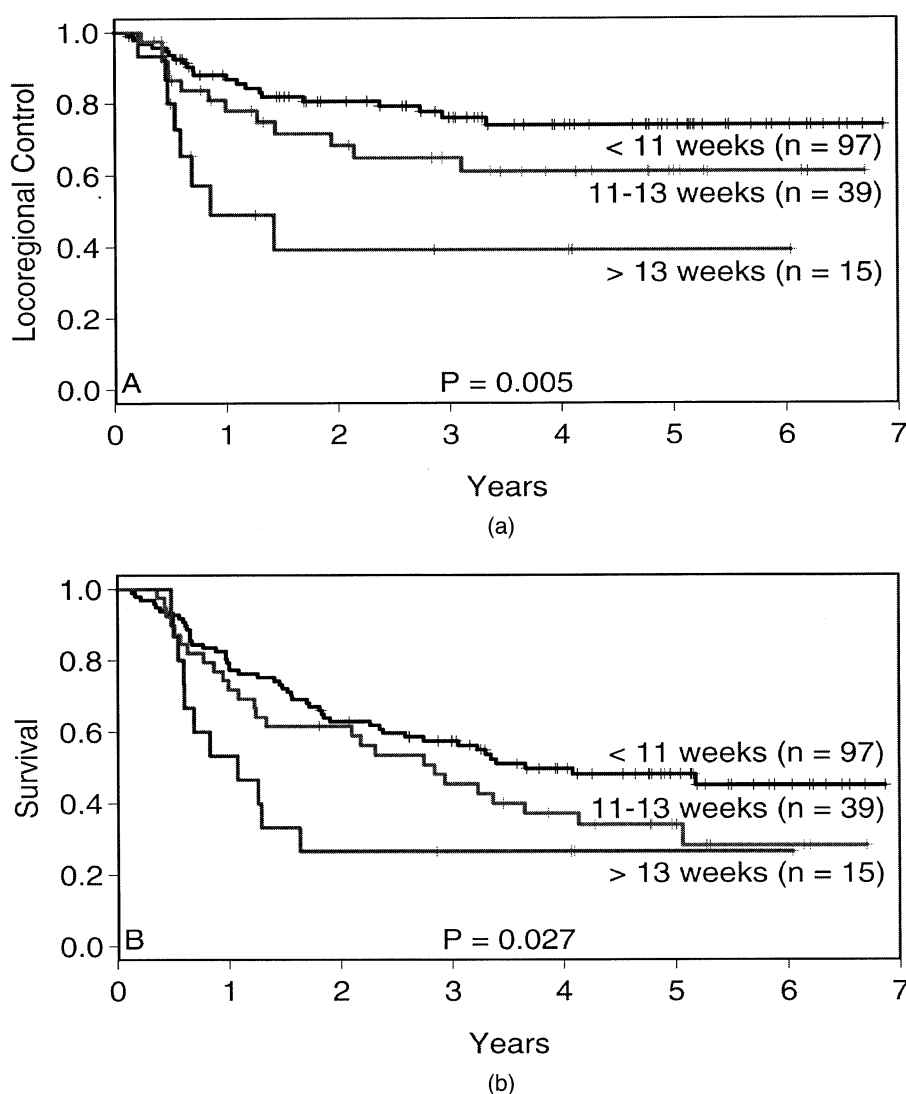 Locoregional Control
1.0
0.8
0.6
0.4
0.2
0.0
< 11 weeks (n = 97)
11-13 weeks (n = 39)
> 13 weeks (n = 15)
A
P = 0.005
0 1 2 3 4 5 6 7
Years
(a)
Survival
1.0
0.8
0.6
0.4
0.2
0.0
< 11 weeks (n = 97)
11-13 weeks (n = 39)
> 13 weeks (n = 15)
B
P = 0.027
0 1 2 3 4 5 6 7
Years
(b)